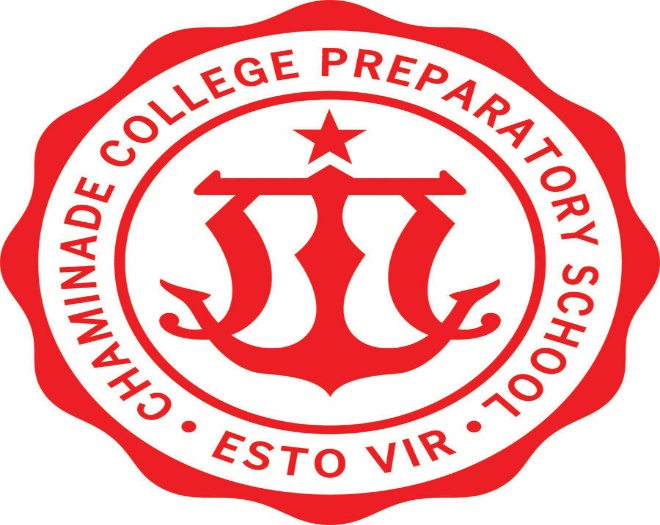 CHAMINADE COLLEGE PREPARATORY SCHOOL
• ESTO VIR •